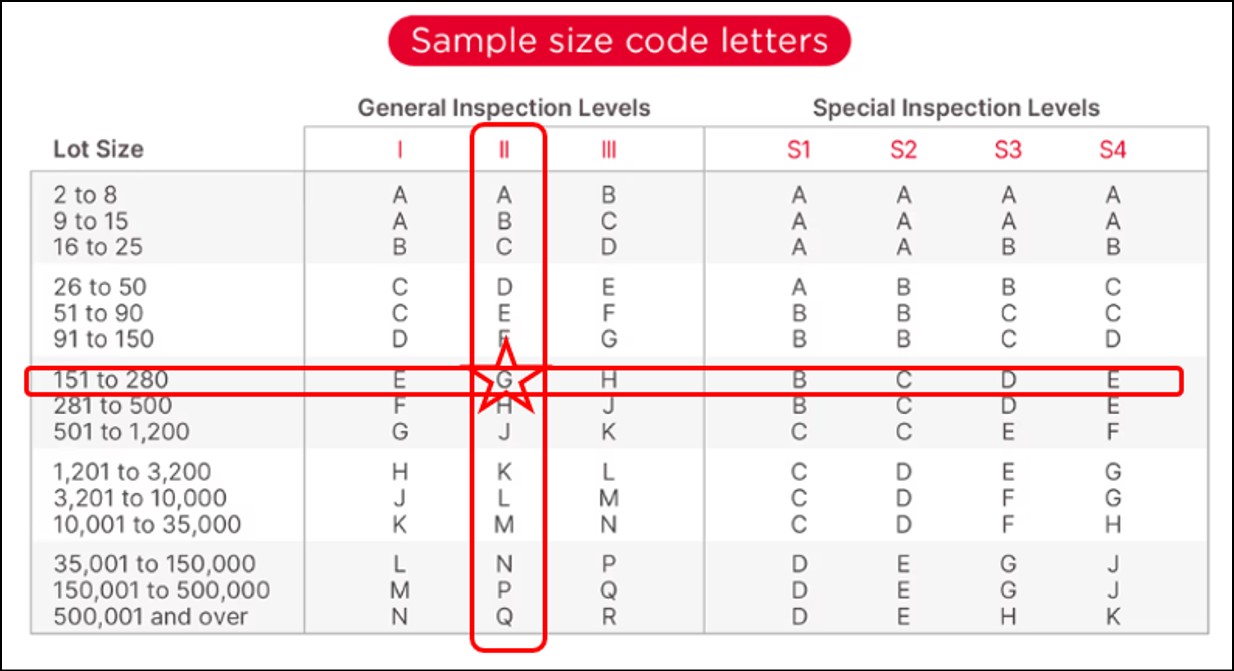 Sample size code letters
General Inspection Levels Special Inspection Levels
Lot Size I II III S1 S2 S3 S4
2 to 8 A A B A A A A
9 to 15 A B C A A A A
16 to 25 B C D A A B B
26 to 50 C D E A B B C
51 to 90 C E F B B C C
91 to 150 D F G B B C D
151 to 280 E G H B C D E
281 to 500 F H J B C D E
501 to 1,200 G J K C C E F
1,201 to 3,200 H K L C D E G
3,201 to 10,000 J L M C D F G
10,001 to 35,000 K M N C D F H
35,001 to 150,000 L N P D E G J
150,001 to 500,000 M P Q D E G J
500,001 and over N Q R D E H K